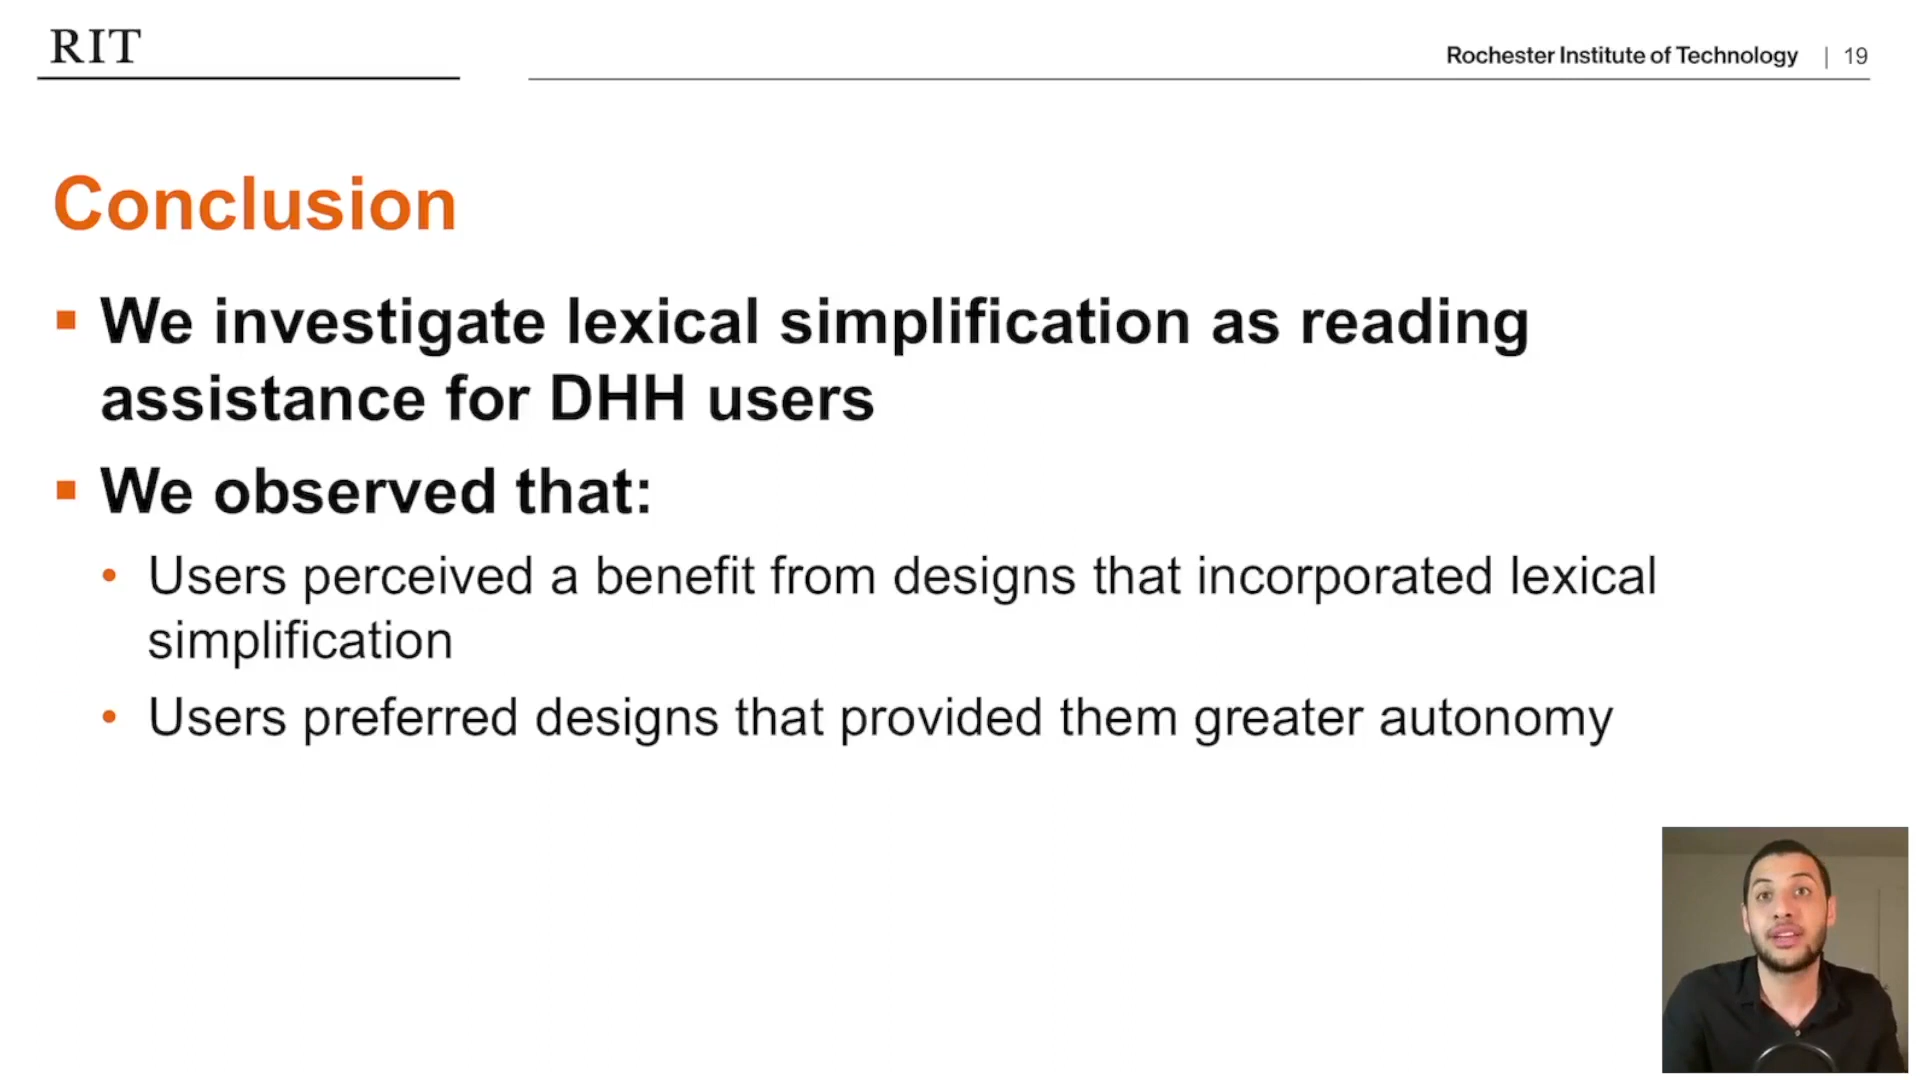 RIT
Rochester Institute of Technology | 19
Conclusion
▪ We investigate lexical simplification as reading
assistance for DHH users
▪ We observed that:
• Users perceived a benefit from designs that incorporated lexical
simplification
• Users preferred designs that provided them greater autonomy